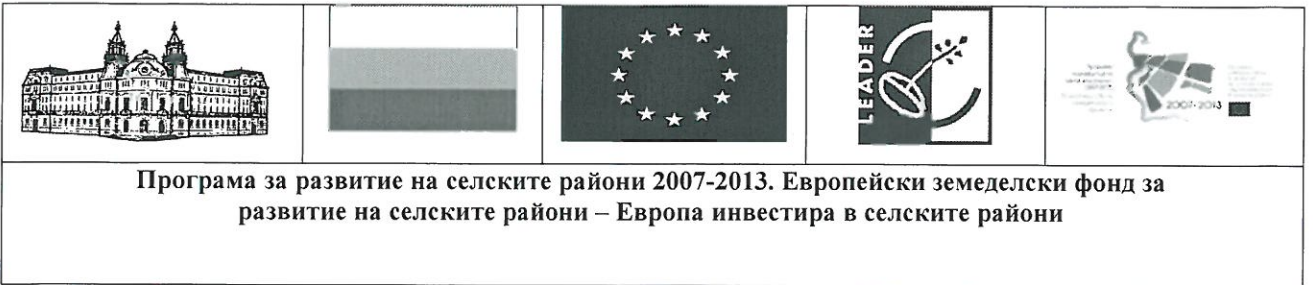 LEADER
2007-2013
Програма за развитие на селските райони 2007-2013. Европейски земеделски фонд за
развитие на селските райони – Европа инвестира в селските райони